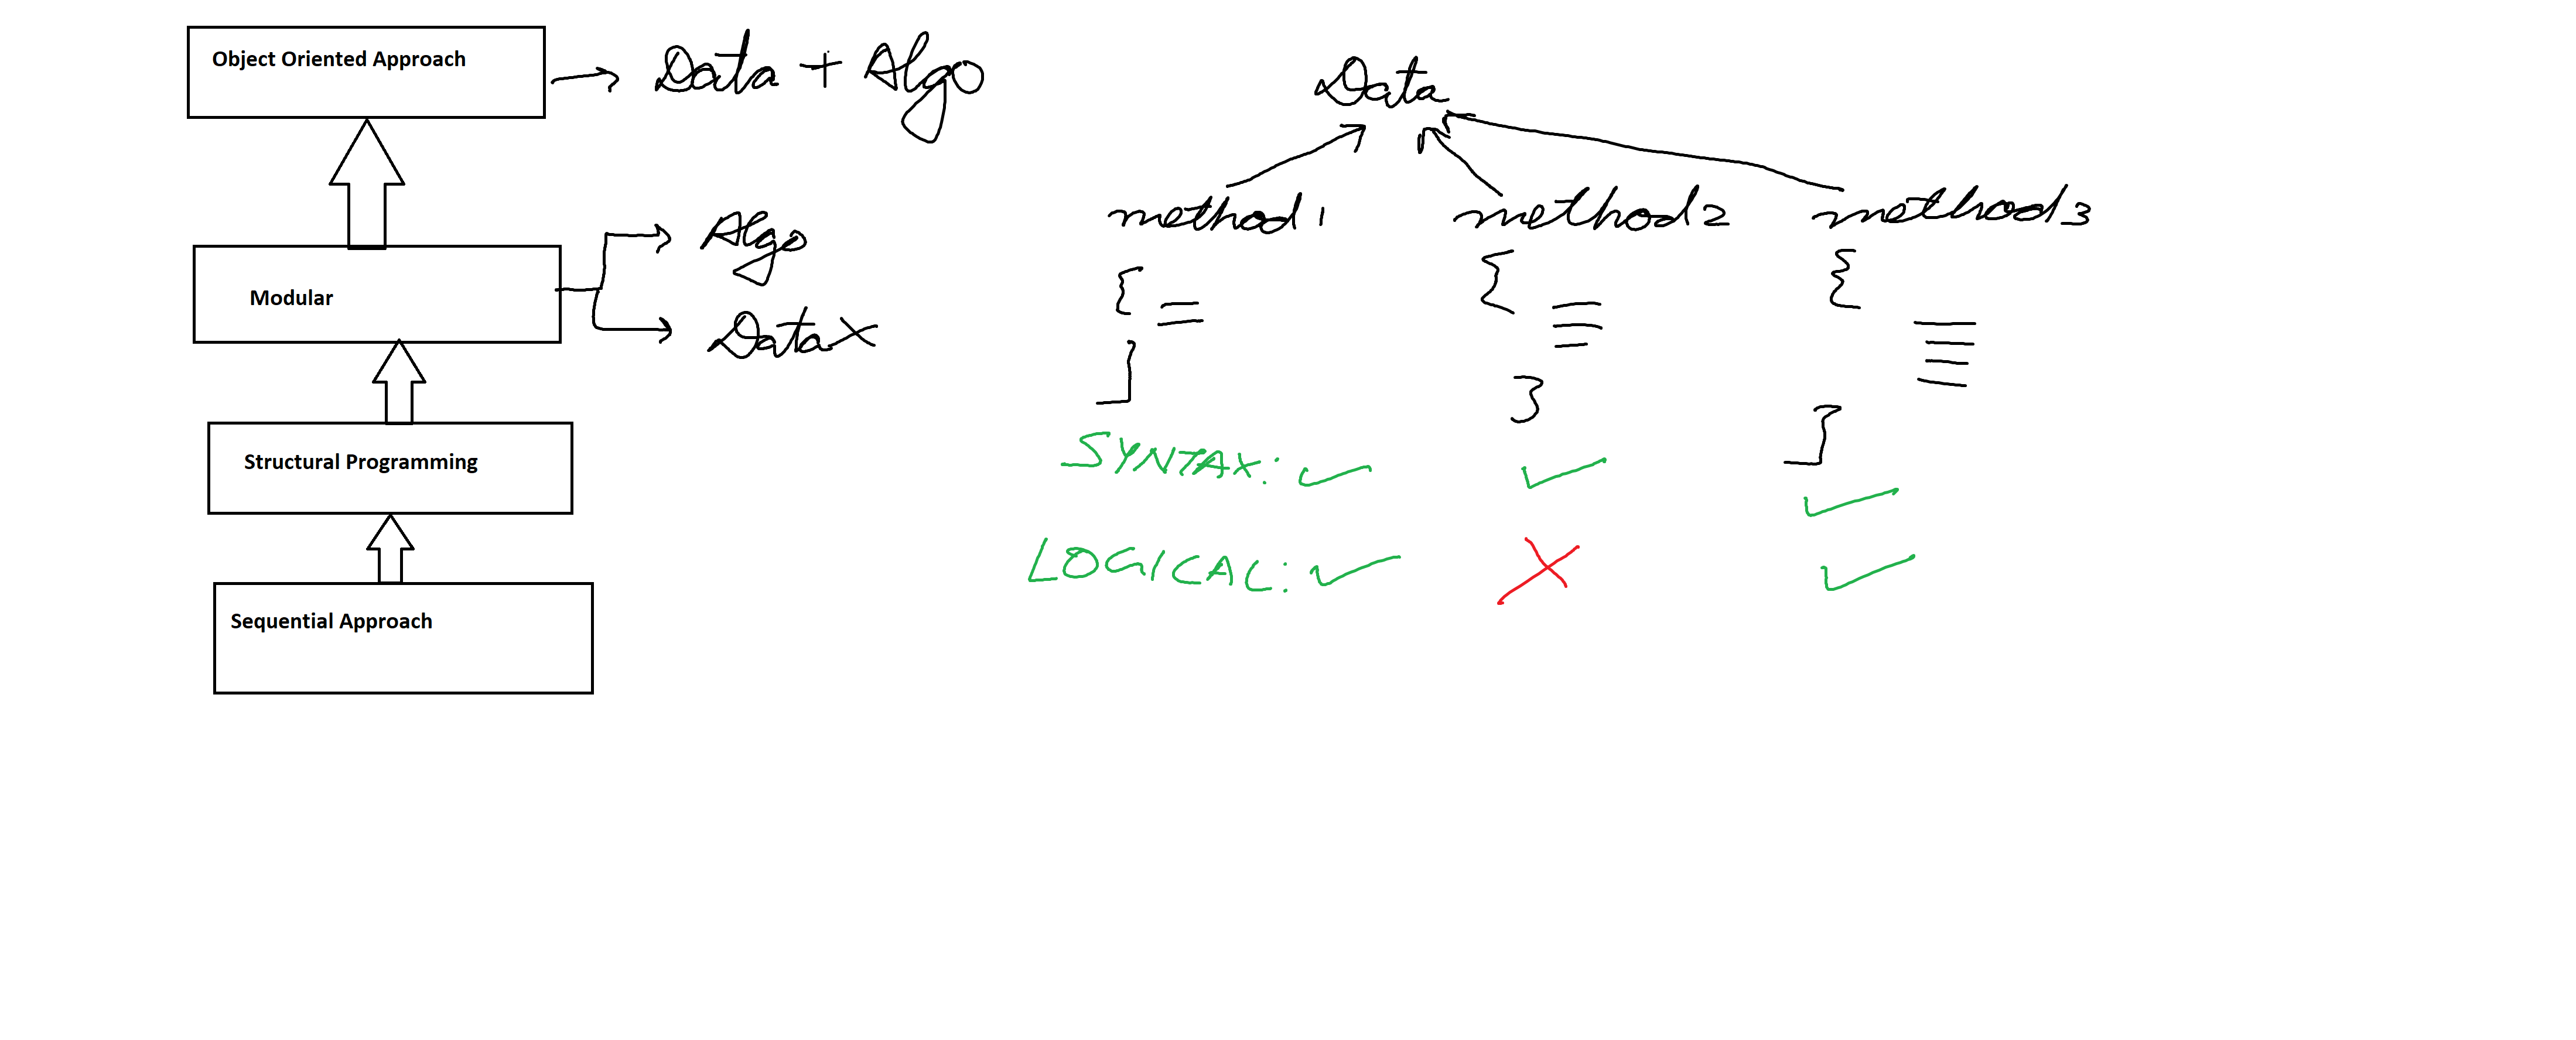 Object Oriented Approach
Data + Algo
Modular
Algo
Data X
Structural Programming
Sequential Approach
Data
method1 method2 method3
{ { {
} } }
SYNTAX: ✓ ✓ ✓
LOGICAL: ✓ X ✓